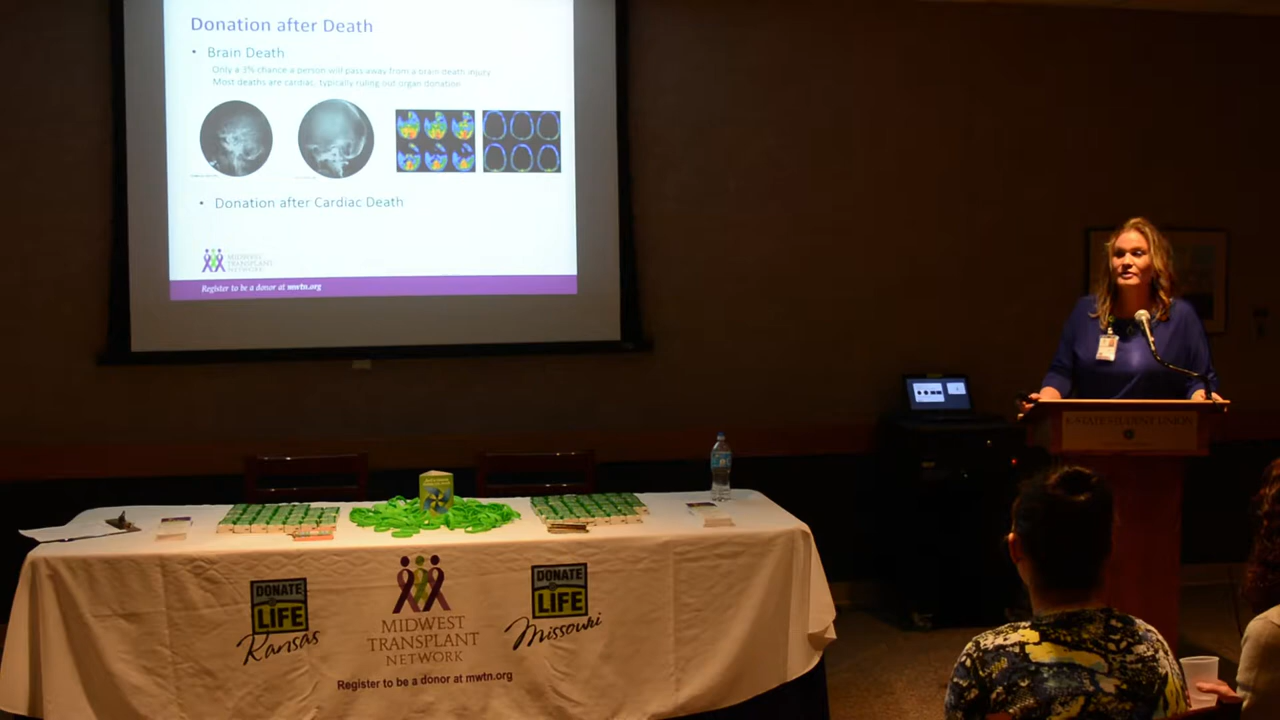 Donation after Death
• Brain Death
Only a 3% chance a person will pass away from a brain death injury
Most deaths are cardiac, typically ruling out organ donation
• Donation after Cardiac Death
MIDWEST
TRANSPLANT
NETWORK
Register to be a donor at mwtn.org
K-STATE STUDENT UNION
DONATE
LIFE
Kansas
MIDWEST
TRANSPLANT
NETWORK
DONATE
LIFE
Missouri
Register to be a donor at mwtn.org